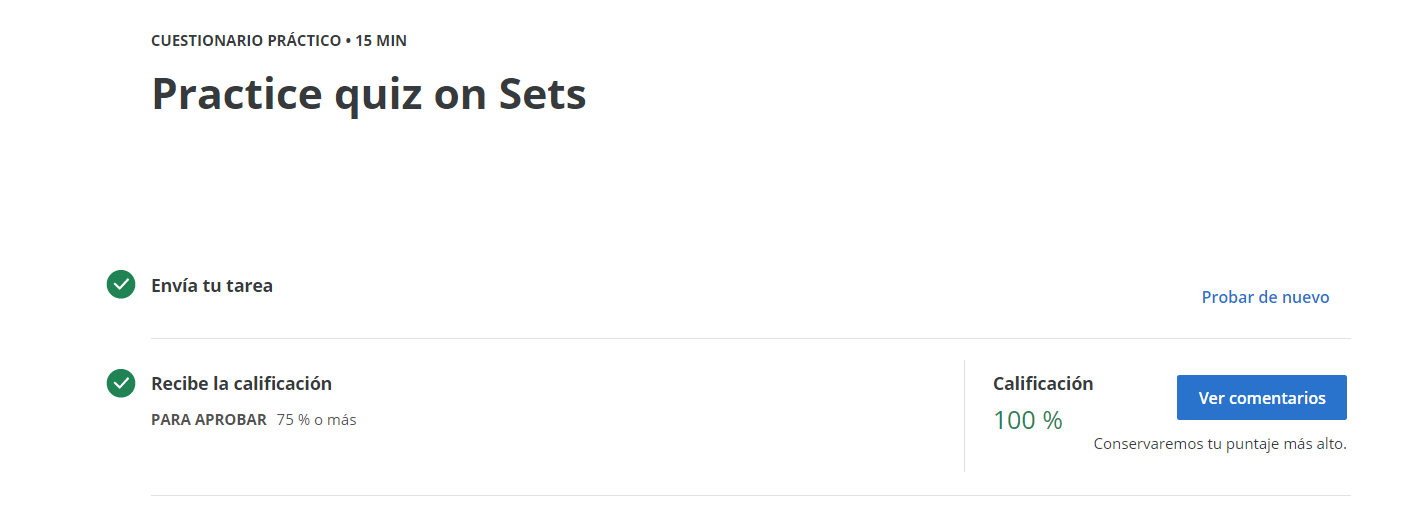 CUESTIONARIO PRÁCTICO • 15 MIN
Practice quiz on Sets
Envía tu tarea
Probar de nuevo
Recibe la calificación
PARA APROBAR 75 % o más
Calificación
100 %
Ver comentarios
Conservaremos tu puntaje más alto.